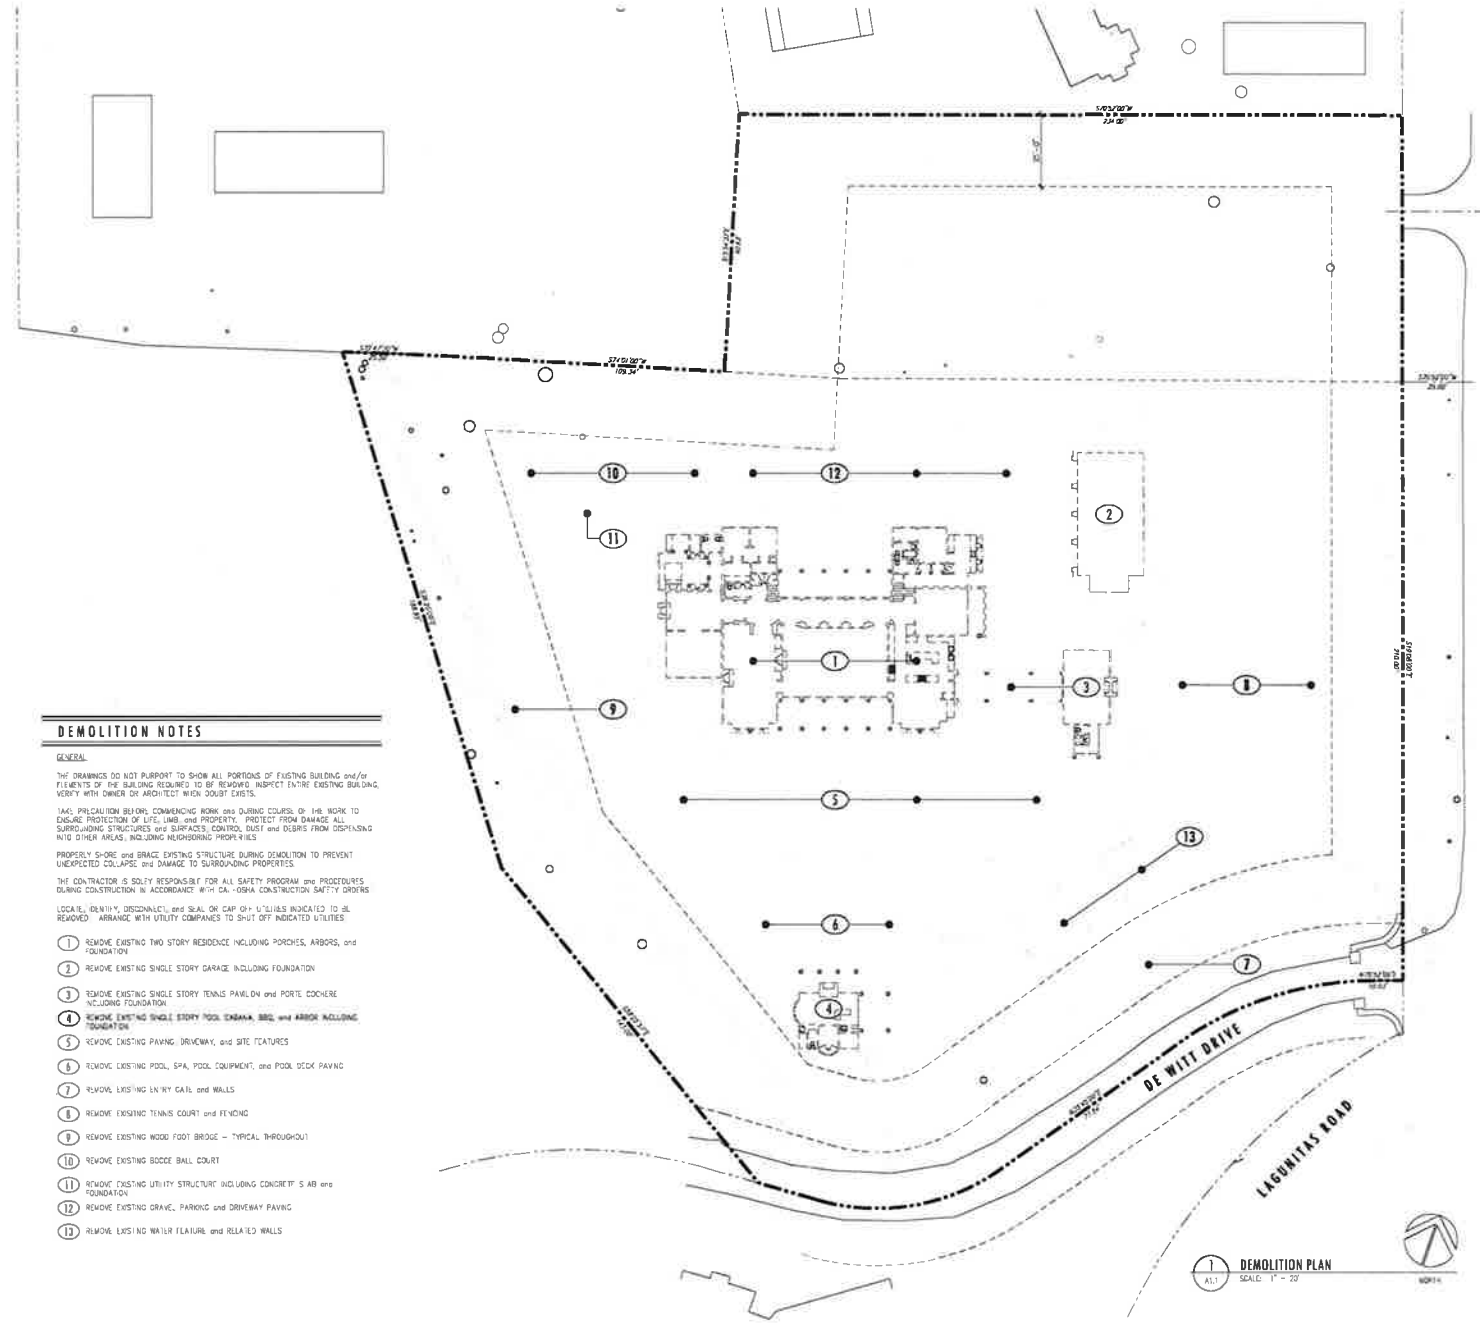 S70°52'00"W
234.00'
109.34'
210.00'
10
12
2
11
1
3
8
9
5
13
6
7
4
DE WITT DRIVE
LAGUNITAS ROAD
DEMOLITION NOTES
GENERAL
THE DRAWINGS DO NOT PURPORT TO SHOW ALL PORTIONS OF EXISTING BUILDING and/or
ELEMENTS OF THE BUILDING REQUIRED TO BE REMOVED. INSPECT ENTIRE EXISTING BUILDING,
VERIFY WITH OWNER OR ARCHITECT WHEN DOUBT EXISTS.
TAKE PRECAUTION BEFORE COMMENCING WORK and DURING COURSE OF THE WORK TO
ENSURE PROTECTION OF LIFE, LIMB, and PROPERTY. PROTECT FROM DAMAGE ALL
SURROUNDING STRUCTURES and SURFACES, CONTROL DUST and DEBRIS FROM DISPENSING
INTO OTHER AREAS, INCLUDING NEIGHBORING PROPERTIES
PROPERLY SHORE and BRACE EXISTING STRUCTURE DURING DEMOLITION TO PREVENT
UNEXPECTED COLLAPSE and DAMAGE TO SURROUNDING PROPERTIES.
THE CONTRACTOR IS SOLEY RESPONSIBLE FOR ALL SAFETY PROGRAM and PROCEDURES
DURING CONSTRUCTION IN ACCORDANCE WITH CAL-OSHA CONSTRUCTION SAFETY ORDERS
LOCATE, IDENTIFY, DISCONNECT, and SEAL OR CAP OFF UTILITIES INDICATED TO BE
REMOVED. ARRANGE WITH UTILITY COMPANIES TO SHUT OFF INDICATED UTILITIES
1 REMOVE EXISTING TWO STORY RESIDENCE INCLUDING PORCHES, ARBORS, and
FOUNDATION
2 REMOVE EXISTING SINGLE STORY GARAGE INCLUDING FOUNDATION
3 REMOVE EXISTING SINGLE STORY TENNIS PAVILION and PORTE COCHERE
INCLUDING FOUNDATION
4 REMOVE EXISTING SINGLE STORY POOL CABANA, BBQ, and ARBOR INCLUDING
FOUNDATION
5 REMOVE EXISTING PAVING, DRIVEWAY, and SITE FEATURES
6 REMOVE EXISTING POOL, SPA, POOL EQUIPMENT, and POOL DECK PAVING
7 REMOVE EXISTING ENTRY GATE and WALLS
8 REMOVE EXISITNG TENNIS COURT and FENCING
9 REMOVE EXISTING WOOD FOOT BRIDGE - TYPICAL THROUGHOUT
10 REMOVE EXISTING BOCCE BALL COURT
11 REMOVE EXISTING UTILITY STRUCTURE INCLUDING CONCRETE SLAB and
FOUNDATION
12 REMOVE EXISTING GRAVEL PARKING and DRIVEWAY PAVING
13 REMOVE EXISTING WATER FEATURE and RELATED WALLS
1
A1.1
DEMOLITION PLAN
SCALE: 1" = 20'
NORTH